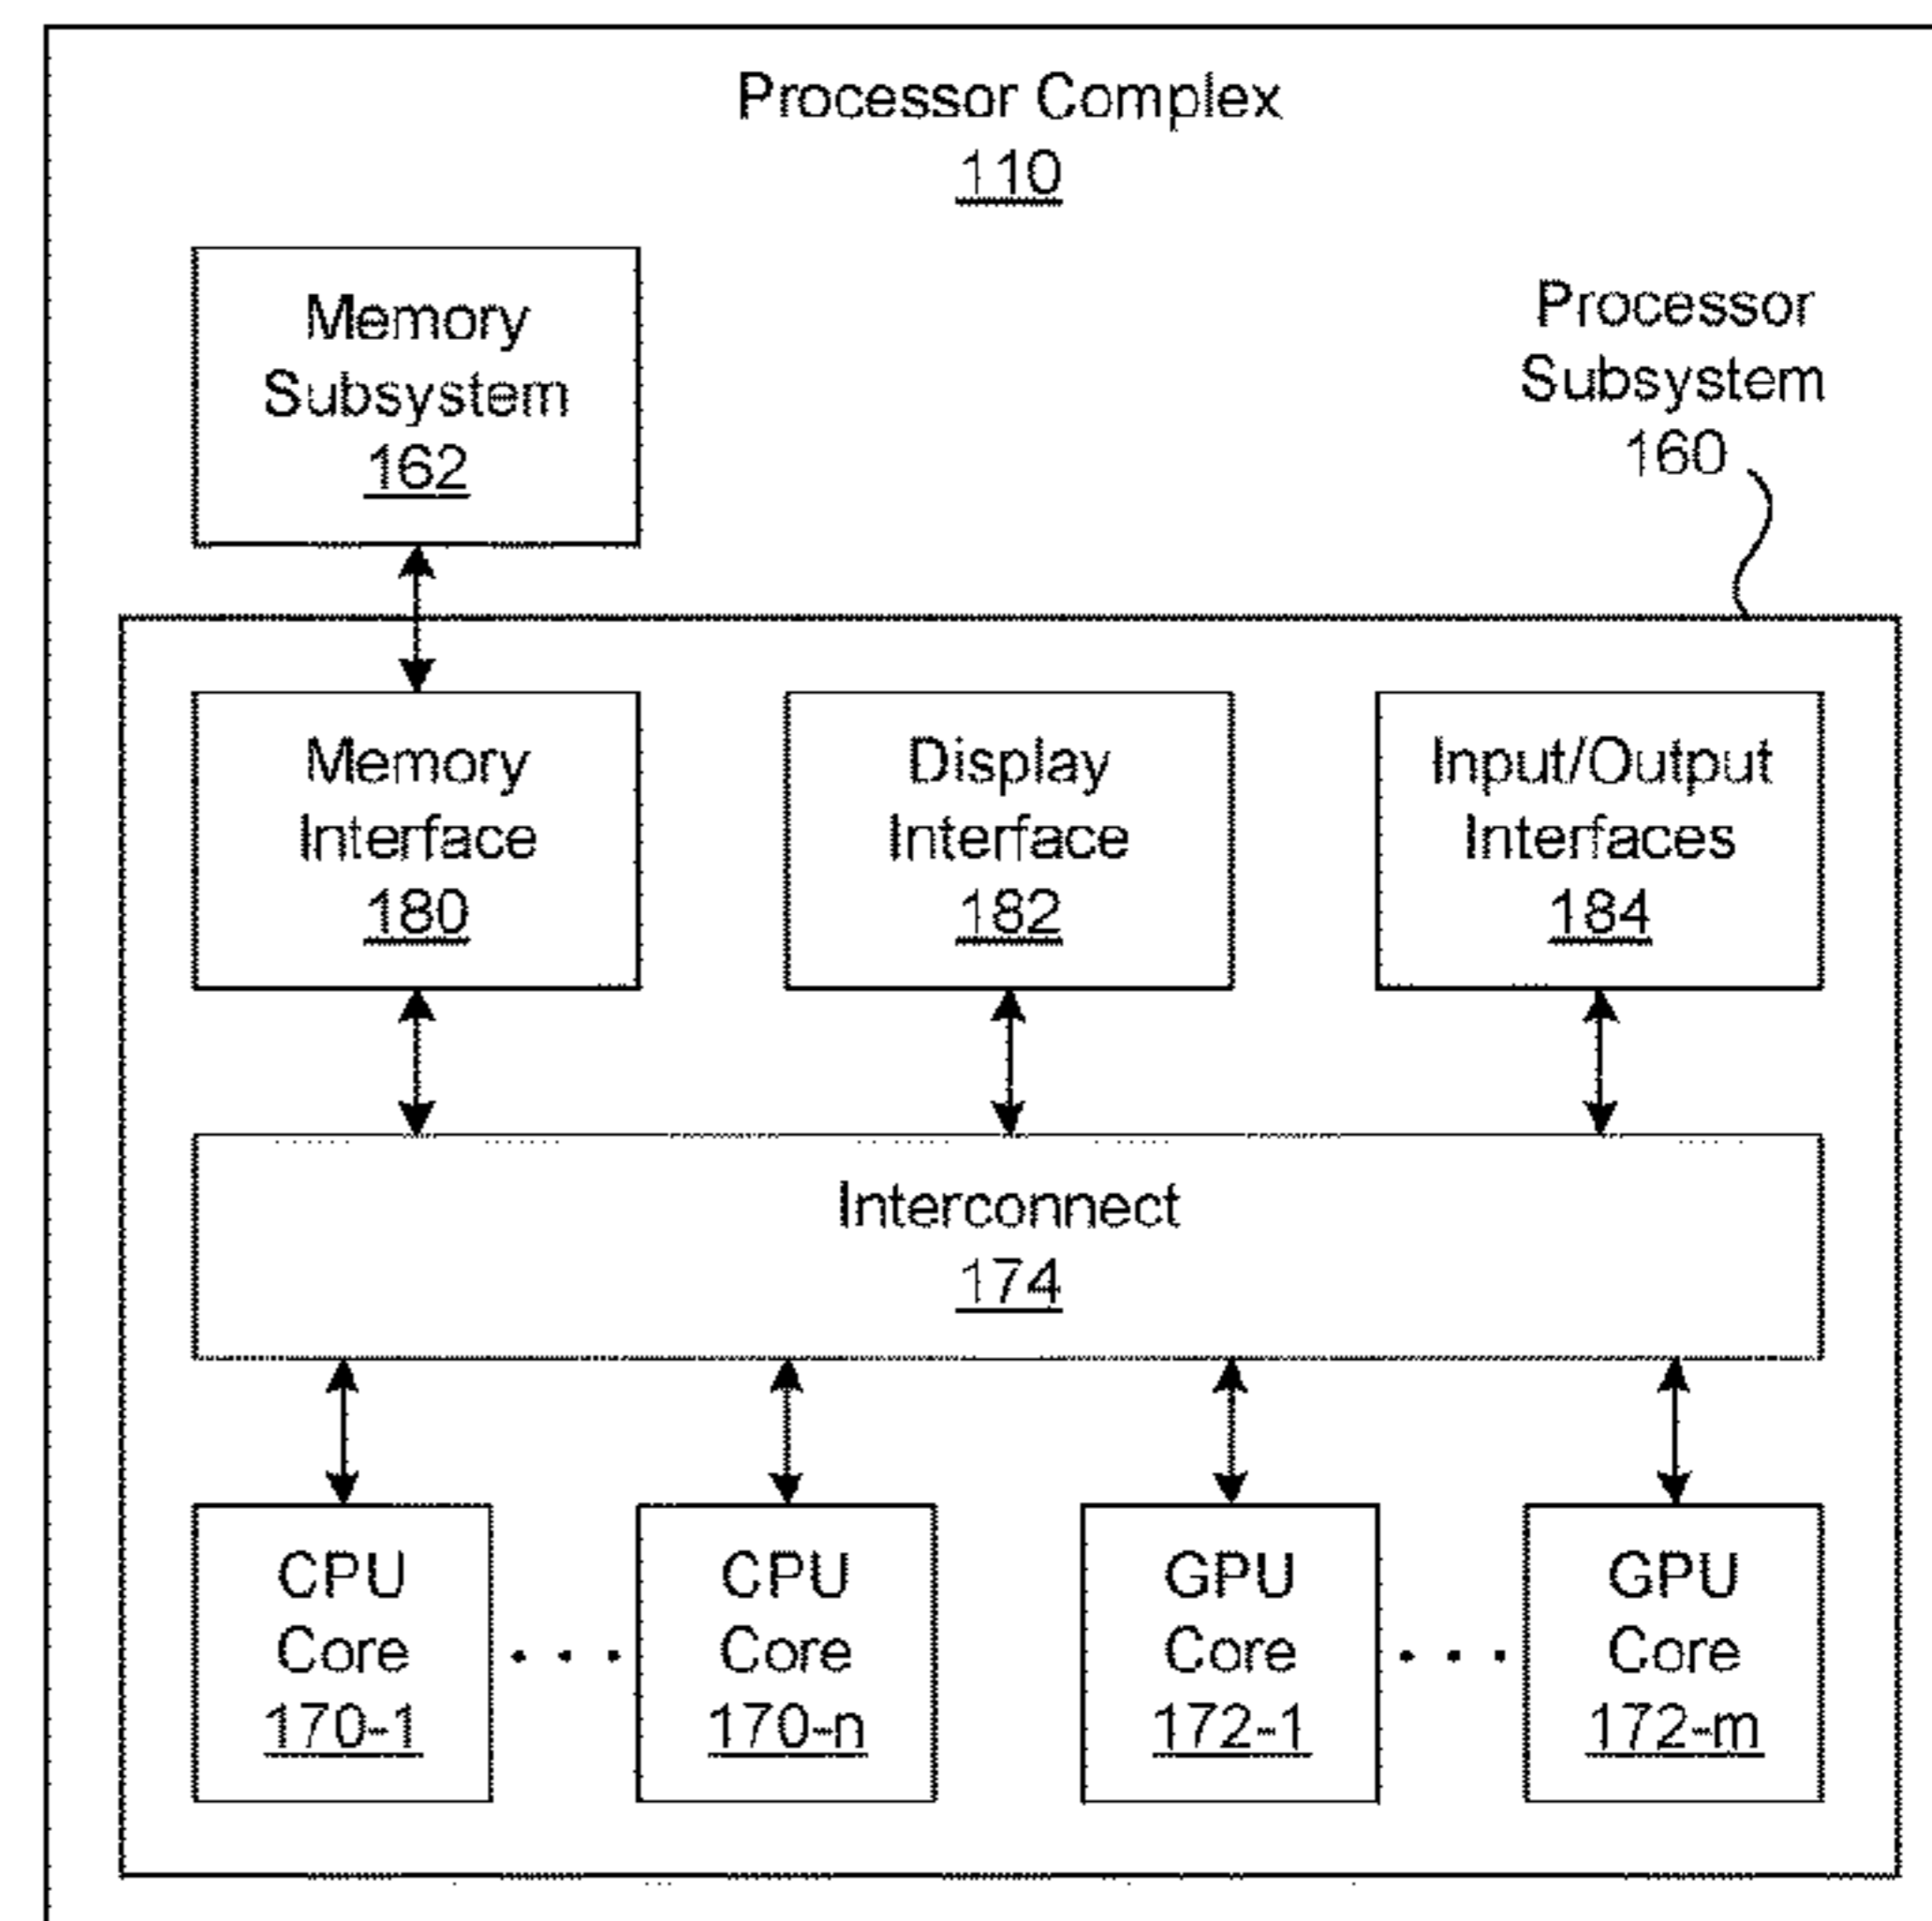 Processor Complex
110
Memory
Subsystem
162
Processor
Subsystem
160
Memory
Interface
180
Display
Interface
182
Input/Output
Interfaces
184
Interconnect
174
CPU
Core
170-1
. . .
CPU
Core
170-n
GPU
Core
172-1
. . .
GPU
Core
172-m